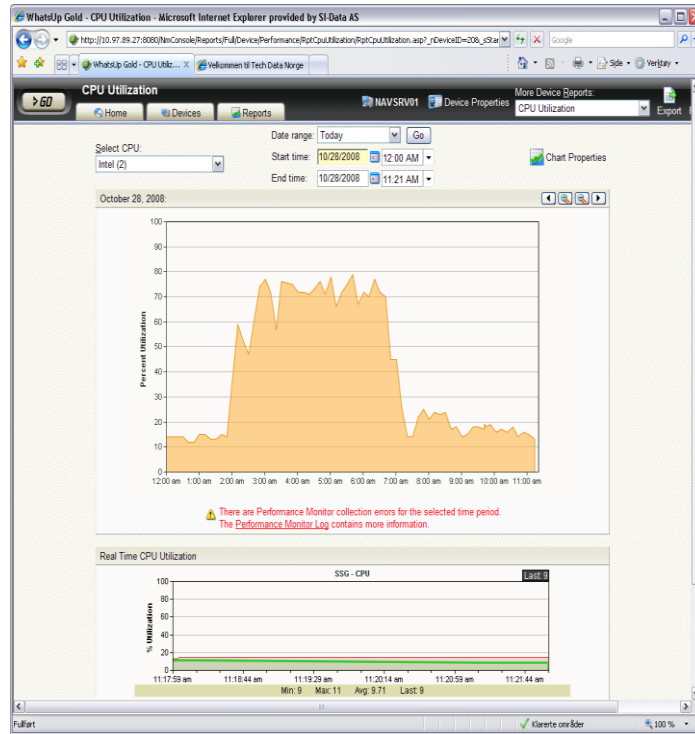 WhatsUp Gold - CPU Utilization - Microsoft Internet Explorer provided by SI-Data AS
http://10.97.89.27:8080/NmConsole/Reports/Full/Device/Performance/RptCpuUtilization/RptCpuUtilization.asp?_nDeviceID=20&_sStar
Google
WhatsUp Gold - CPU Utiliz...
Velkommen til Tech Data Norge
Side
Verktøy
GO
CPU Utilization
Home
Devices
Reports
NAVSRV01
Device Properties
More Device Reports:
CPU Utilization
Export
Select CPU:
Intel (2)
Date range: Today Go
Start time: 10/28/2008 12:00 AM
End time: 10/28/2008 11:21 AM
Chart Properties
October 28, 2008:
Percent Utilization
100
90
80
70
60
50
40
30
20
10
0
12:00 am 1:00 am 2:00 am 3:00 am 4:00 am 5:00 am 6:00 am 7:00 am 8:00 am 9:00 am 10:00 am 11:00 am
There are Performance Monitor collection errors for the selected time period.
The Performance Monitor Log contains more information.
Real Time CPU Utilization
SSG - CPU
Last: 9
% Utilization
100
80
60
40
20
0
11:17:59 am 11:18:44 am 11:19:29 am 11:20:14 am 11:20:59 am 11:21:44 am
Min: 9 Max: 11 Avg: 9.71 Last: 9
Fullført
Klarerte områder
100 %